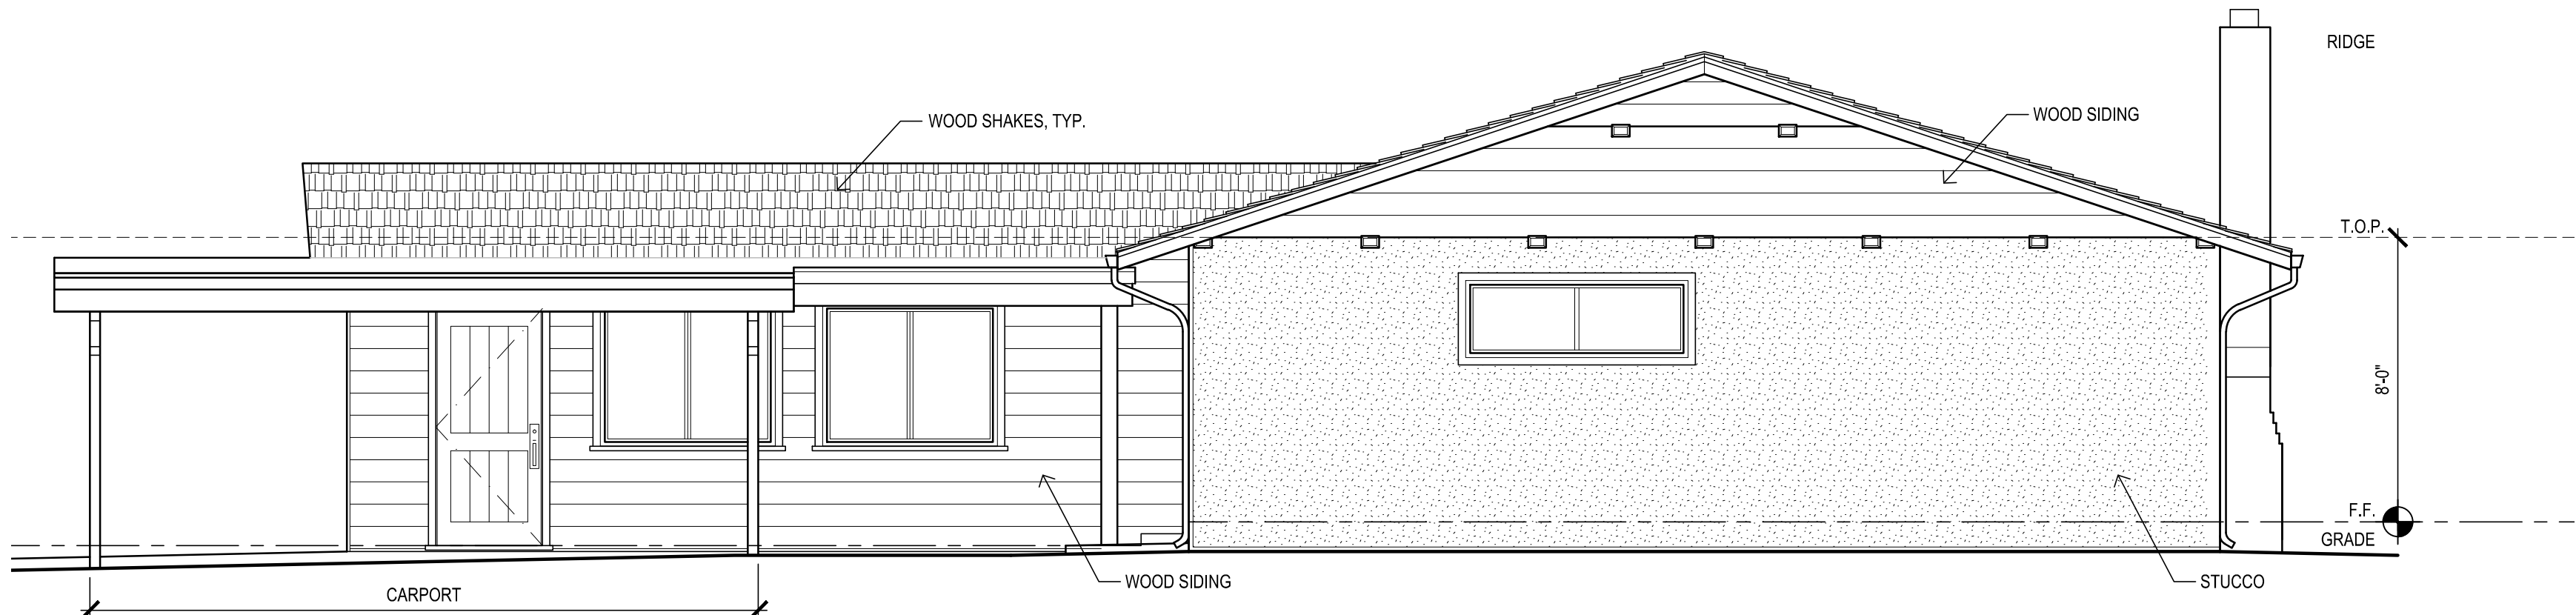 RIDGE
WOOD SHAKES, TYP.
WOOD SIDING
T.O.P.
8'-0"
F.F.
GRADE
WOOD SIDING
STUCCO
CARPORT